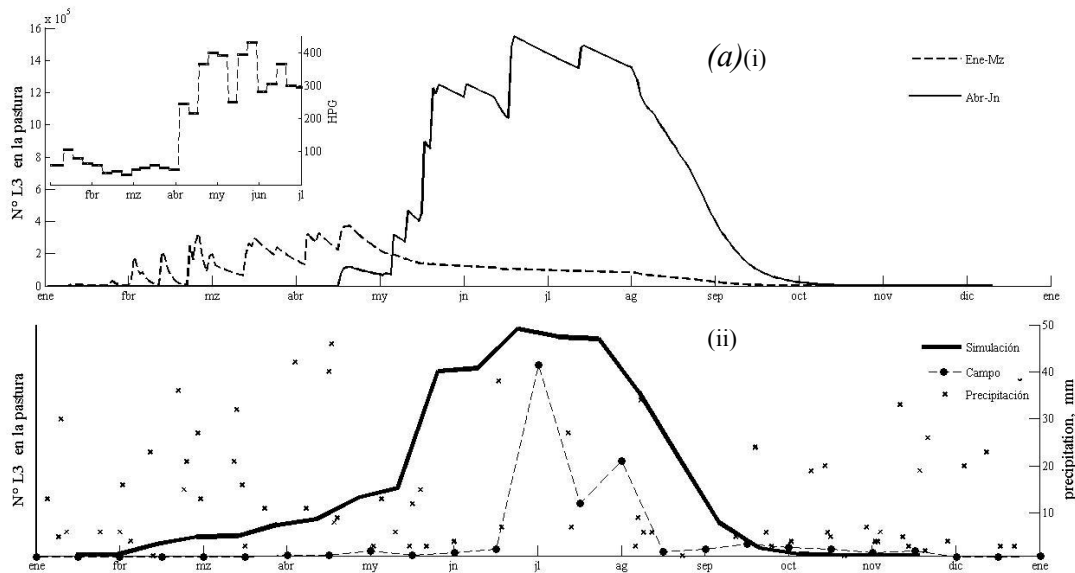 x 10⁵
16
14
12
10
8
6
4
2
0
N° L3 en la pastura
400
300
200
100
HPG
fbr mz abr my jun jl
(a)(i)
Ene-Mz
Abr-Jn
ene fbr mz abr my jn jl ag sep oct nov dic ene
(ii)
N° L3 en la pastura
Simulación
Campo
Precipitación
50
40
30
20
10
precipitation, mm
ene fbr mz abr my jn jl ag sep oct nov dic ene